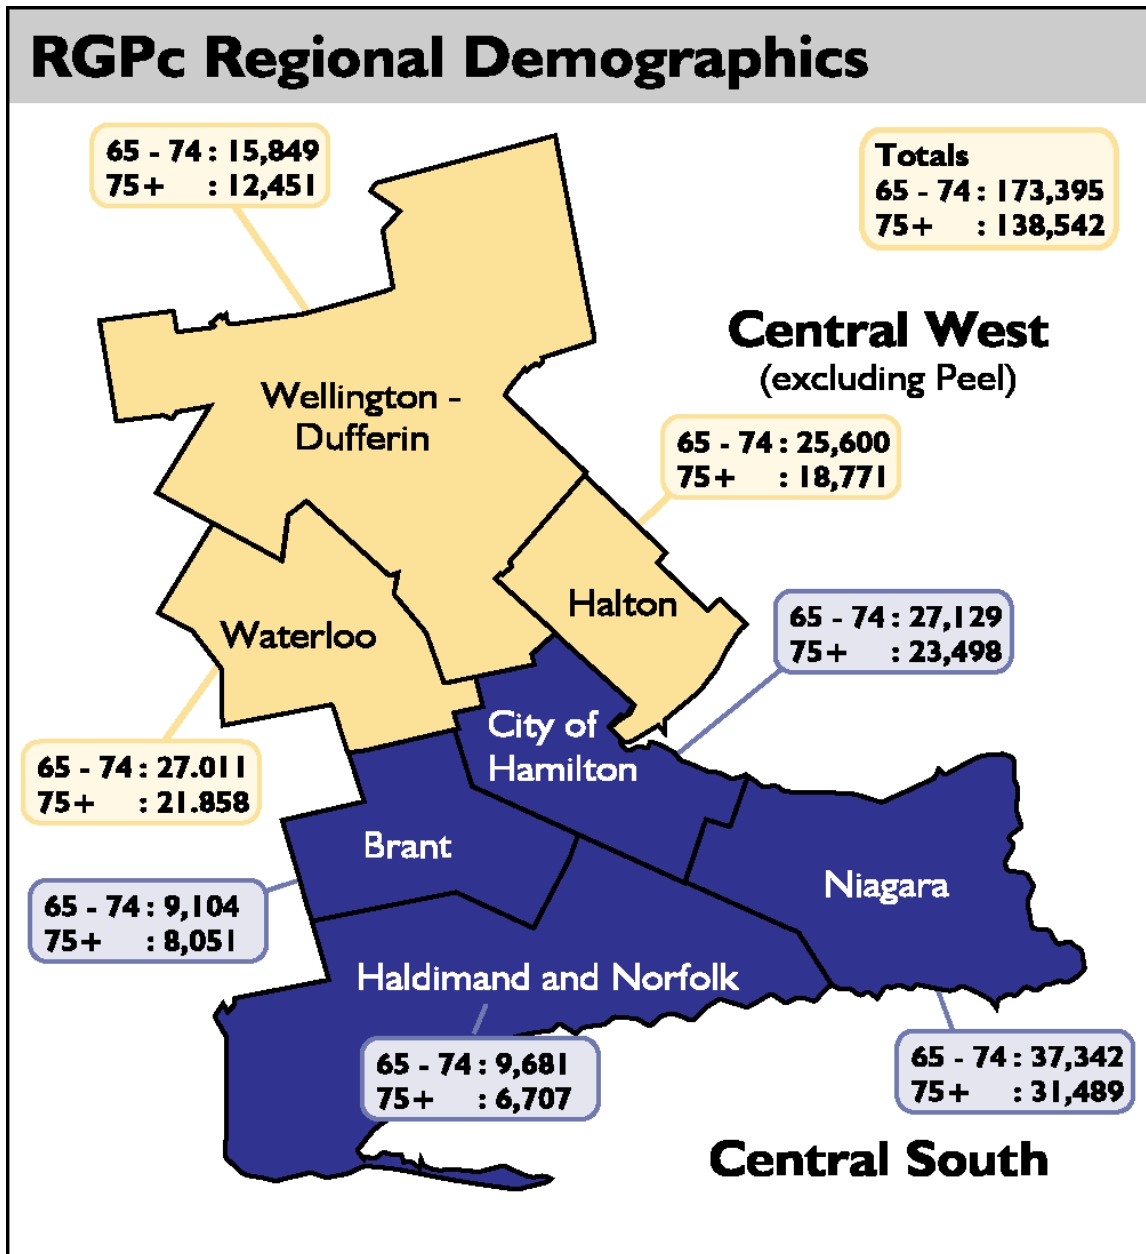 RGPc Regional Demographics
65 - 74 : 15,849
75+ : 12,451
Totals
65 - 74 : 173,395
75+ : 138,542
Central West
(excluding Peel)
Wellington -
Dufferin
65 - 74 : 25,600
75+ : 18,771
Halton
Waterloo
65 - 74 : 27,129
75+ : 23,498
City of
Hamilton
65 - 74 : 27.011
75+ : 21.858
Brant
Niagara
65 - 74 : 9,104
75+ : 8,051
Haldimand and Norfolk
65 - 74 : 9,681
75+ : 6,707
65 - 74 : 37,342
75+ : 31,489
Central South